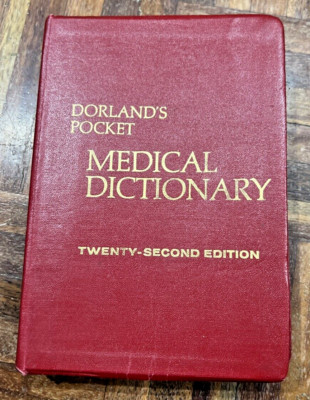 DORLAND'S
POCKET
MEDICAL
DICTIONARY
TWENTY-SECOND EDITION